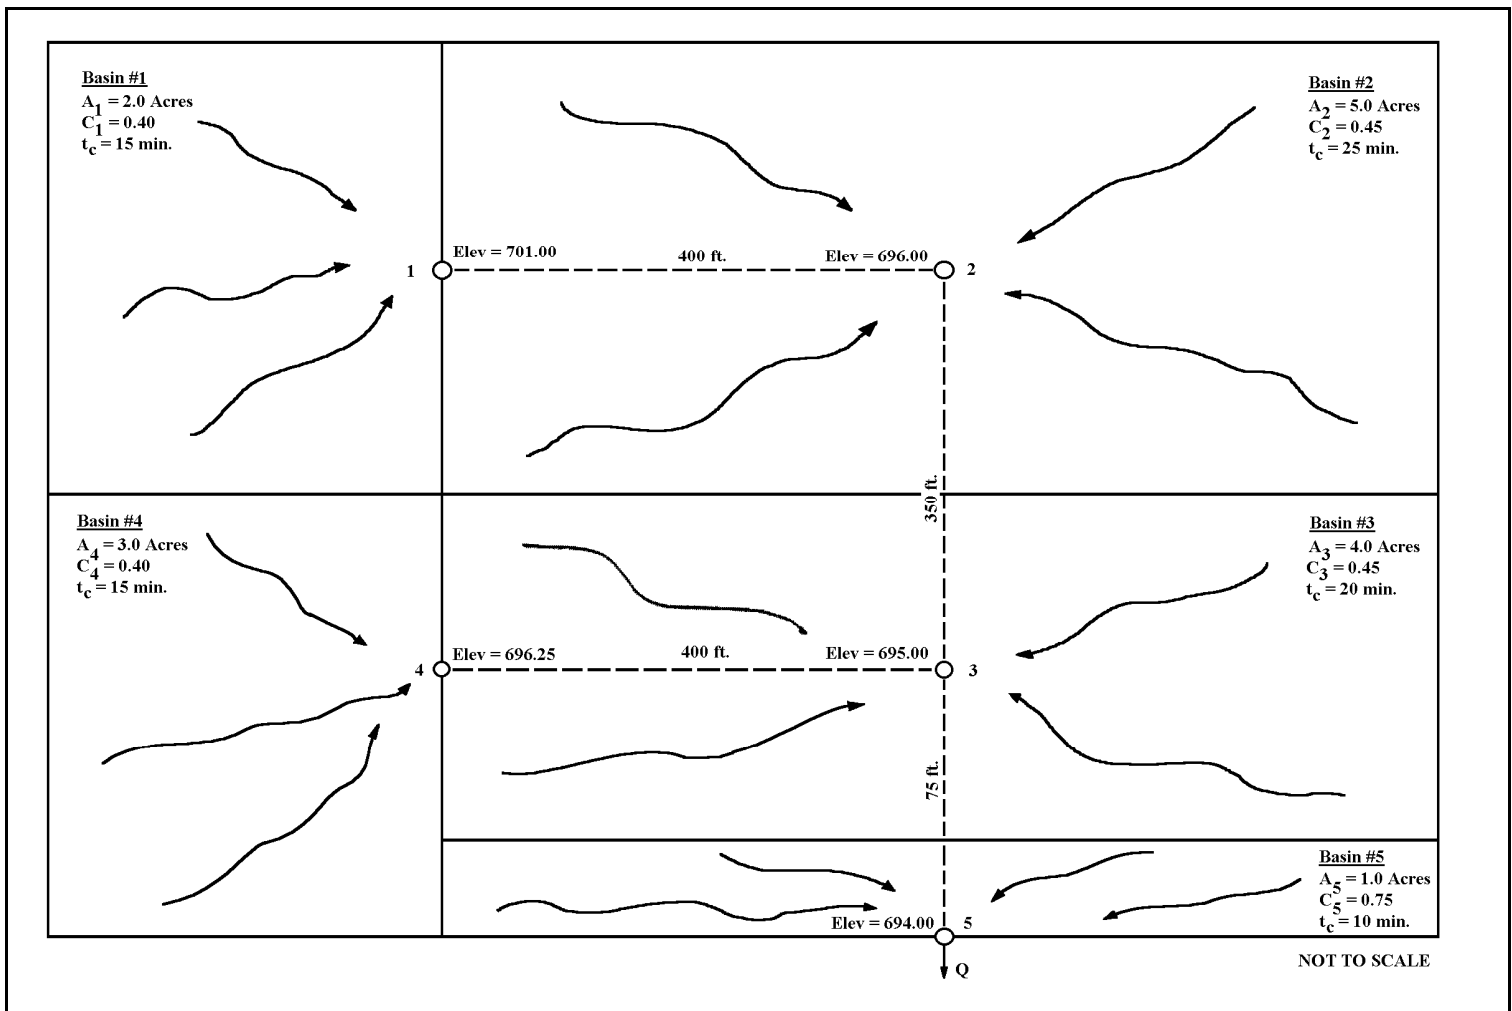 Basin #1
A1 = 2.0 Acres
C1 = 0.40
tc = 15 min.
Basin #2
A2 = 5.0 Acres
C2 = 0.45
tc = 25 min.
1
Elev = 701.00
400 ft.
Elev = 696.00
2
350 ft.
Basin #4
A4 = 3.0 Acres
C4 = 0.40
tc = 15 min.
Basin #3
A3 = 4.0 Acres
C3 = 0.45
tc = 20 min.
4
Elev = 696.25
400 ft.
Elev = 695.00
3
75 ft.
Basin #5
A5 = 1.0 Acres
C5 = 0.75
tc = 10 min.
Elev = 694.00
5
Q
NOT TO SCALE